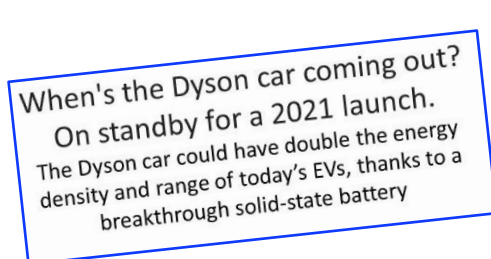 When's the Dyson car coming out?
On standby for a 2021 launch.
The Dyson car could have double the energy
density and range of today’s EVs, thanks to a
breakthrough solid-state battery